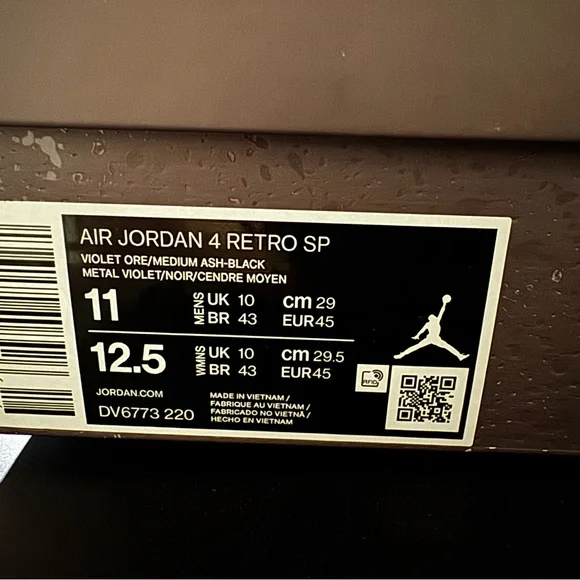 AIR JORDAN 4 RETRO SP
VIOLET ORE/MEDIUM ASH-BLACK
METAL VIOLET/NOIR/CENDRE MOYEN
11 MENS UK 10 cm 29
BR 43 EUR45
12.5 WMNS UK 10 cm 29.5
BR 43 EUR45
RFID
JORDAN.COM
DV6773 220
MADE IN VIETNAM /
FABRIQUE AU VIETNAM /
FABRICADO NO VIETNÃ /
HECHO EN VIETNAM